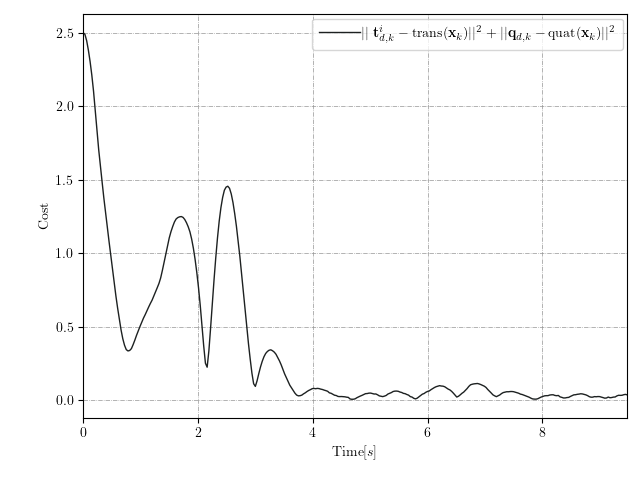 || t^i_{d,k} − trans(x_k)||² + ||q_{d,k} − quat(x_k)||²
2.5
2.0
1.5
1.0
0.5
0.0
Cost
0 2 4 6 8
Time[s]